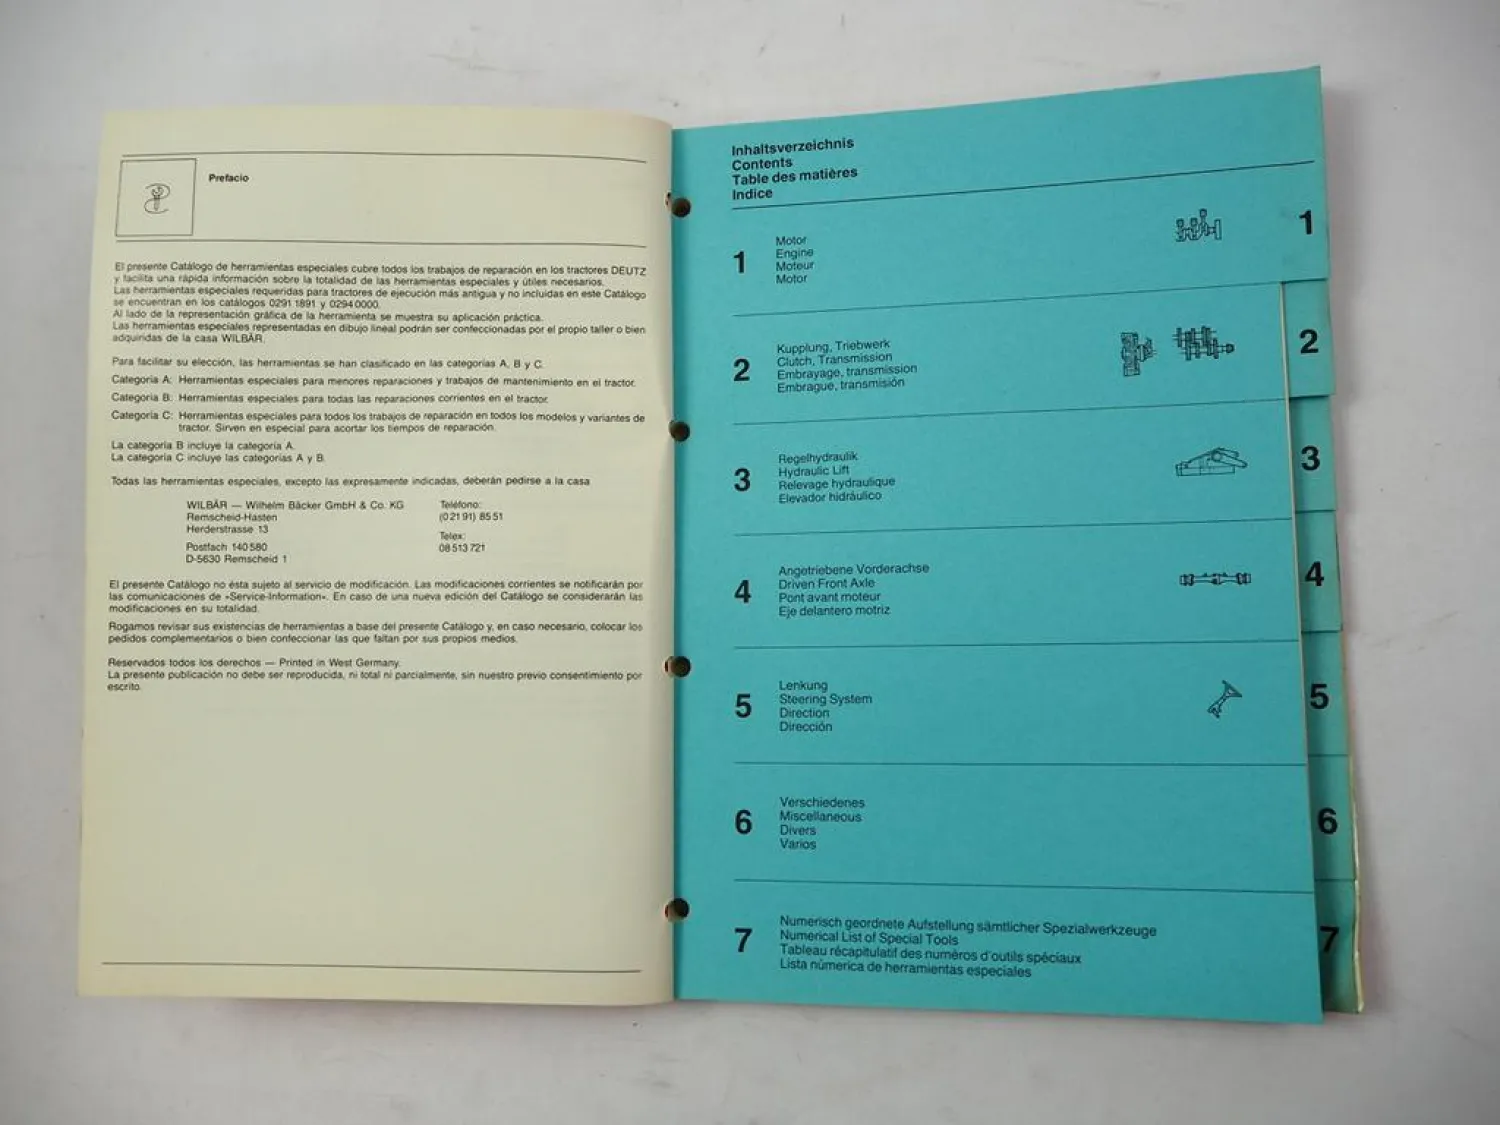 Prefacio
El presente Catálogo de herramientas especiales cubre todos los trabajos de reparación en los tractores DEUTZ
y facilita una rápida información sobre la totalidad de las herramientas especiales y útiles necesarios.
Las herramientas especiales requeridas para tractores de ejecución más antigua y no incluidas en este Catálogo
se encuentran en los catálogos 0291 1891 y 0294 0000.
Al lado de la representación gráfica de la herramienta se muestra su aplicación práctica.
Las herramientas especiales representadas en dibujo lineal podrán ser confeccionadas por el propio taller o bien
adquiridas de la casa WILBÄR.
Para facilitar su elección, las herramientas se han clasificado en las categorías A, B y C.
Categoría A: Herramientas especiales para menores reparaciones y trabajos de mantenimiento en el tractor.
Categoría B: Herramientas especiales para todas las reparaciones corrientes en el tractor.
Categoría C: Herramientas especiales para todos los trabajos de reparación en todos los modelos y variantes de
tractor. Sirven en especial para acortar los tiempos de reparación.
La categoría B incluye la categoría A.
La categoría C incluye las categorías A y B.
Todas las herramientas especiales, excepto las expresamente indicadas, deberán pedirse a la casa
WILBÄR — Wilhelm Bäcker GmbH & Co. KG
Remscheid-Hasten
Herderstrasse 13
Postfach 140 580
D-5630 Remscheid 1
Teléfono:
(0 21 91) 85 51
Telex:
08 513 721
El presente Catálogo no ésta sujeto al servicio de modificación. Las modificaciones corrientes se notificarán por
las comunicaciones de «Service-Information». En caso de una nueva edición del Catálogo se considerarán las
modificaciones en su totalidad.
Rogamos revisar sus existencias de herramientas a base del presente Catálogo y, en caso necesario, colocar los
pedidos complementarios o bien confeccionar las que faltan por sus propios medios.
Reservados todos los derechos — Printed in West Germany.
La presente publicación no debe ser reproducida, ni total ni parcialmente, sin nuestro previo consentimiento por
escrito.
Inhaltsverzeichnis
Contents
Table des matières
Indice
1
Motor
Engine
Moteur
Motor
1
2
Kupplung, Triebwerk
Clutch, Transmission
Embrayage, transmission
Embrague, transmisión
2
3
Regelhydraulik
Hydraulic Lift
Relevage hydraulique
Elevador hidráulico
3
4
Angetriebene Vorderachse
Driven Front Axle
Pont avant moteur
Eje delantero motriz
4
5
Lenkung
Steering System
Direction
Dirección
5
6
Verschiedenes
Miscellaneous
Divers
Varios
6
7
Numerisch geordnete Aufstellung sämtlicher Spezialwerkzeuge
Numerical List of Special Tools
Tableau récapitulatif des numéros d'outils spéciaux
Lista númerica de herramientas especiales
7